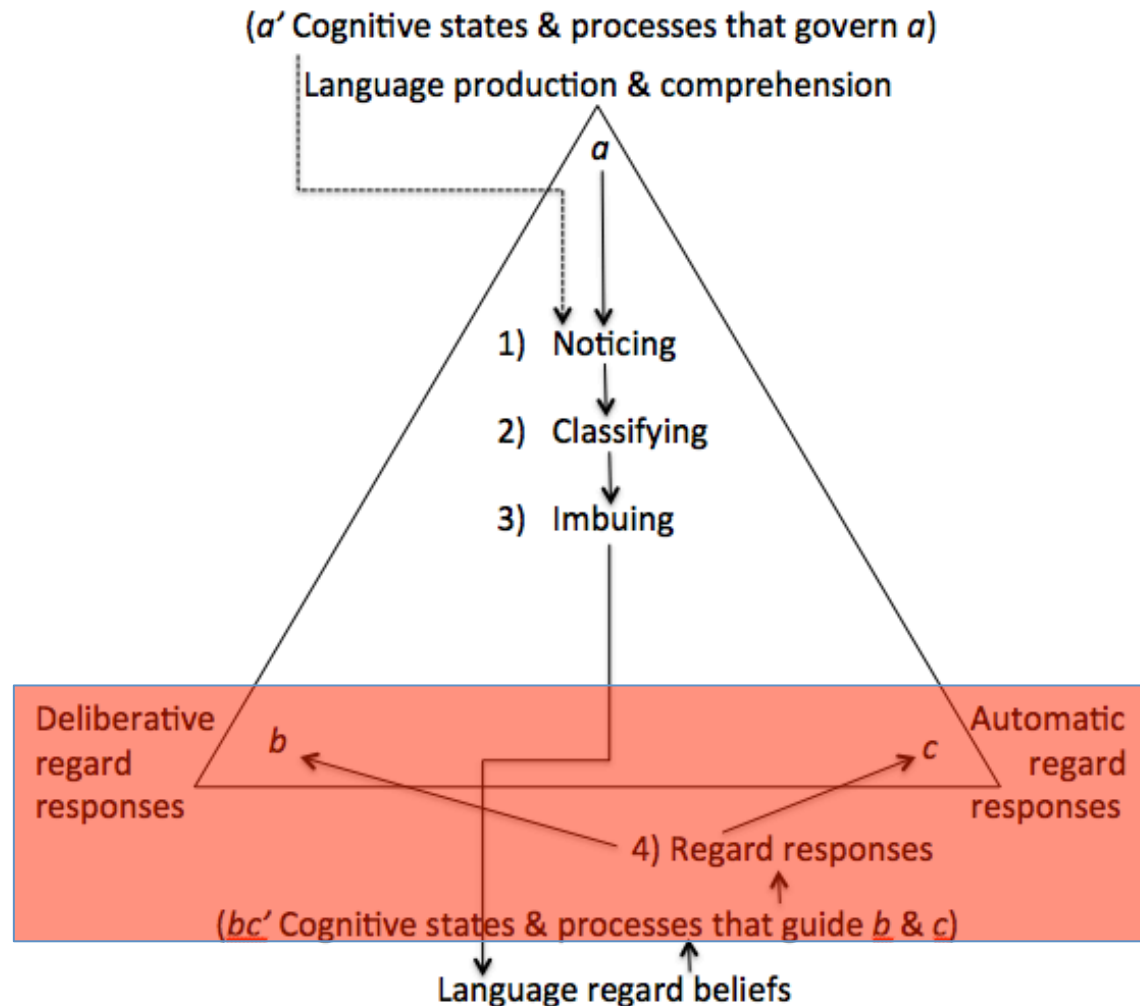 (a’ Cognitive states & processes that govern a)
Language production & comprehension
a
1) Noticing
2) Classifying
3) Imbuing
Deliberative
regard
responses
b
c
Automatic
regard
responses
4) Regard responses
(bc’ Cognitive states & processes that guide b & c)
Language regard beliefs